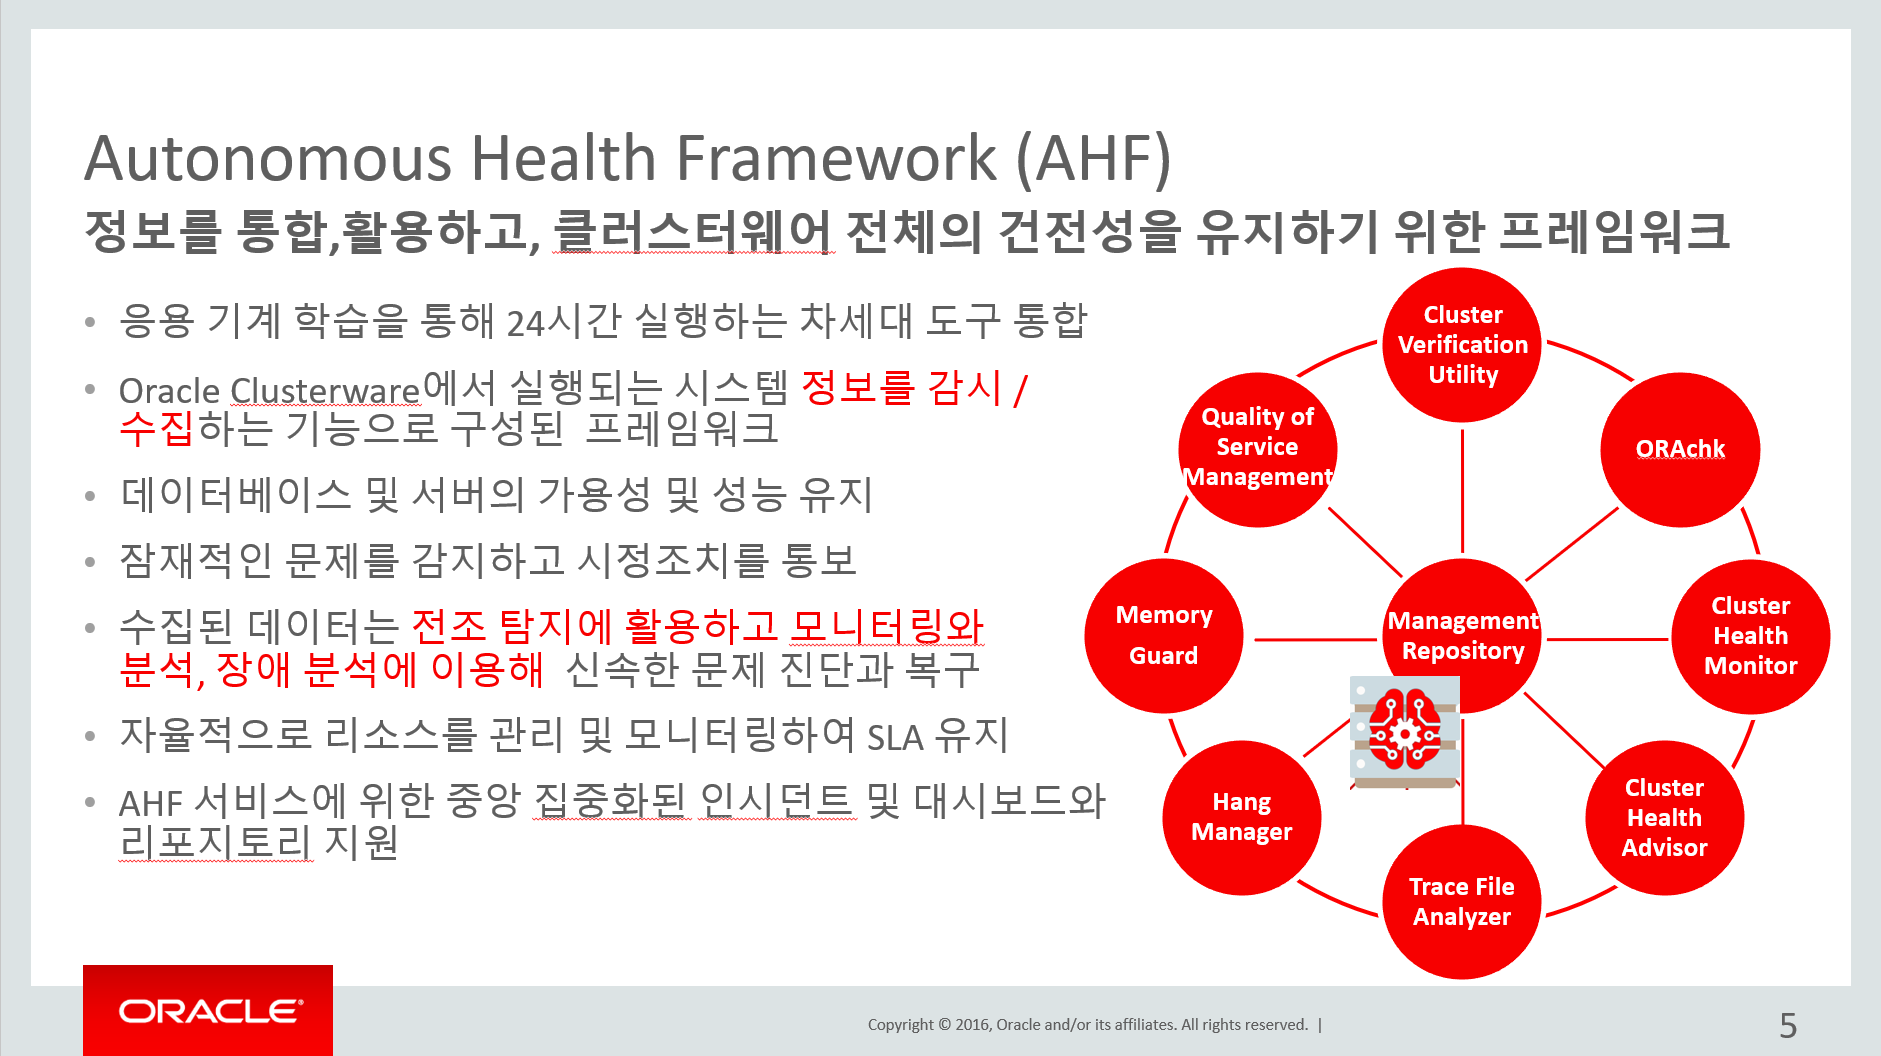 Autonomous Health Framework (AHF)
정보를 통합,활용하고, 클러스터웨어 전체의 건전성을 유지하기 위한 프레임워크
• 응용 기계 학습을 통해 24시간 실행하는 차세대 도구 통합
• Oracle Clusterware에서 실행되는 시스템 정보를 감시 /
수집하는 기능으로 구성된 프레임워크
• 데이터베이스 및 서버의 가용성 및 성능 유지
• 잠재적인 문제를 감지하고 시정조치를 통보
• 수집된 데이터는 전조 탐지에 활용하고 모니터링와
분석, 장애 분석에 이용해 신속한 문제 진단과 복구
• 자율적으로 리소스를 관리 및 모니터링하여 SLA 유지
• AHF 서비스에 위한 중앙 집중화된 인시던트 및 대시보드와
리포지토리 지원
Cluster
Verification
Utility
ORAchk
Cluster
Health
Monitor
Cluster
Health
Advisor
Trace File
Analyzer
Hang
Manager
Memory
Guard
Quality of
Service
Management
Management
Repository
ORACLE®
Copyright © 2016, Oracle and/or its affiliates. All rights reserved. |
5